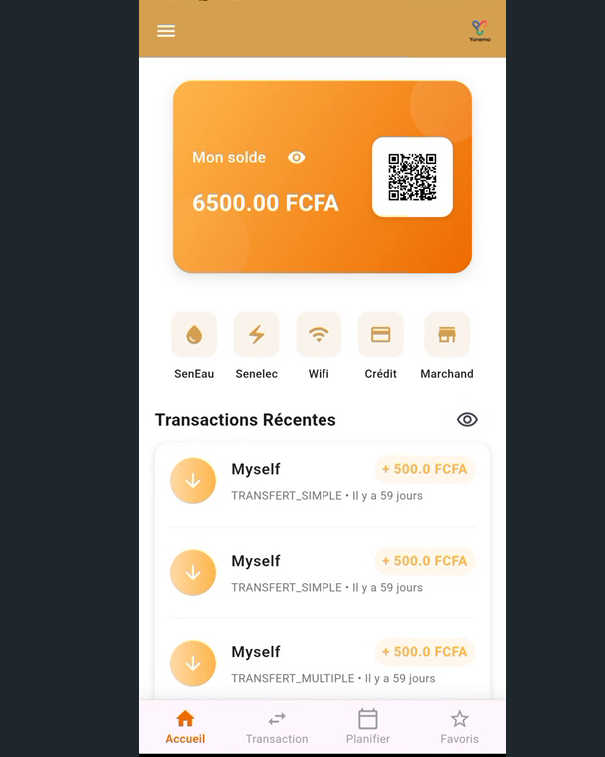 Yonema
Mon solde
6500.00 FCFA
SenEau
Senelec
Wifi
Crédit
Marchand
Transactions Récentes
Myself
+ 500.0 FCFA
TRANSFERT_SIMPLE • Il y a 59 jours
Myself
+ 500.0 FCFA
TRANSFERT_SIMPLE • Il y a 59 jours
Myself
+ 500.0 FCFA
TRANSFERT_MULTIPLE • Il y a 59 jours
Accueil
Transaction
Planifier
Favoris